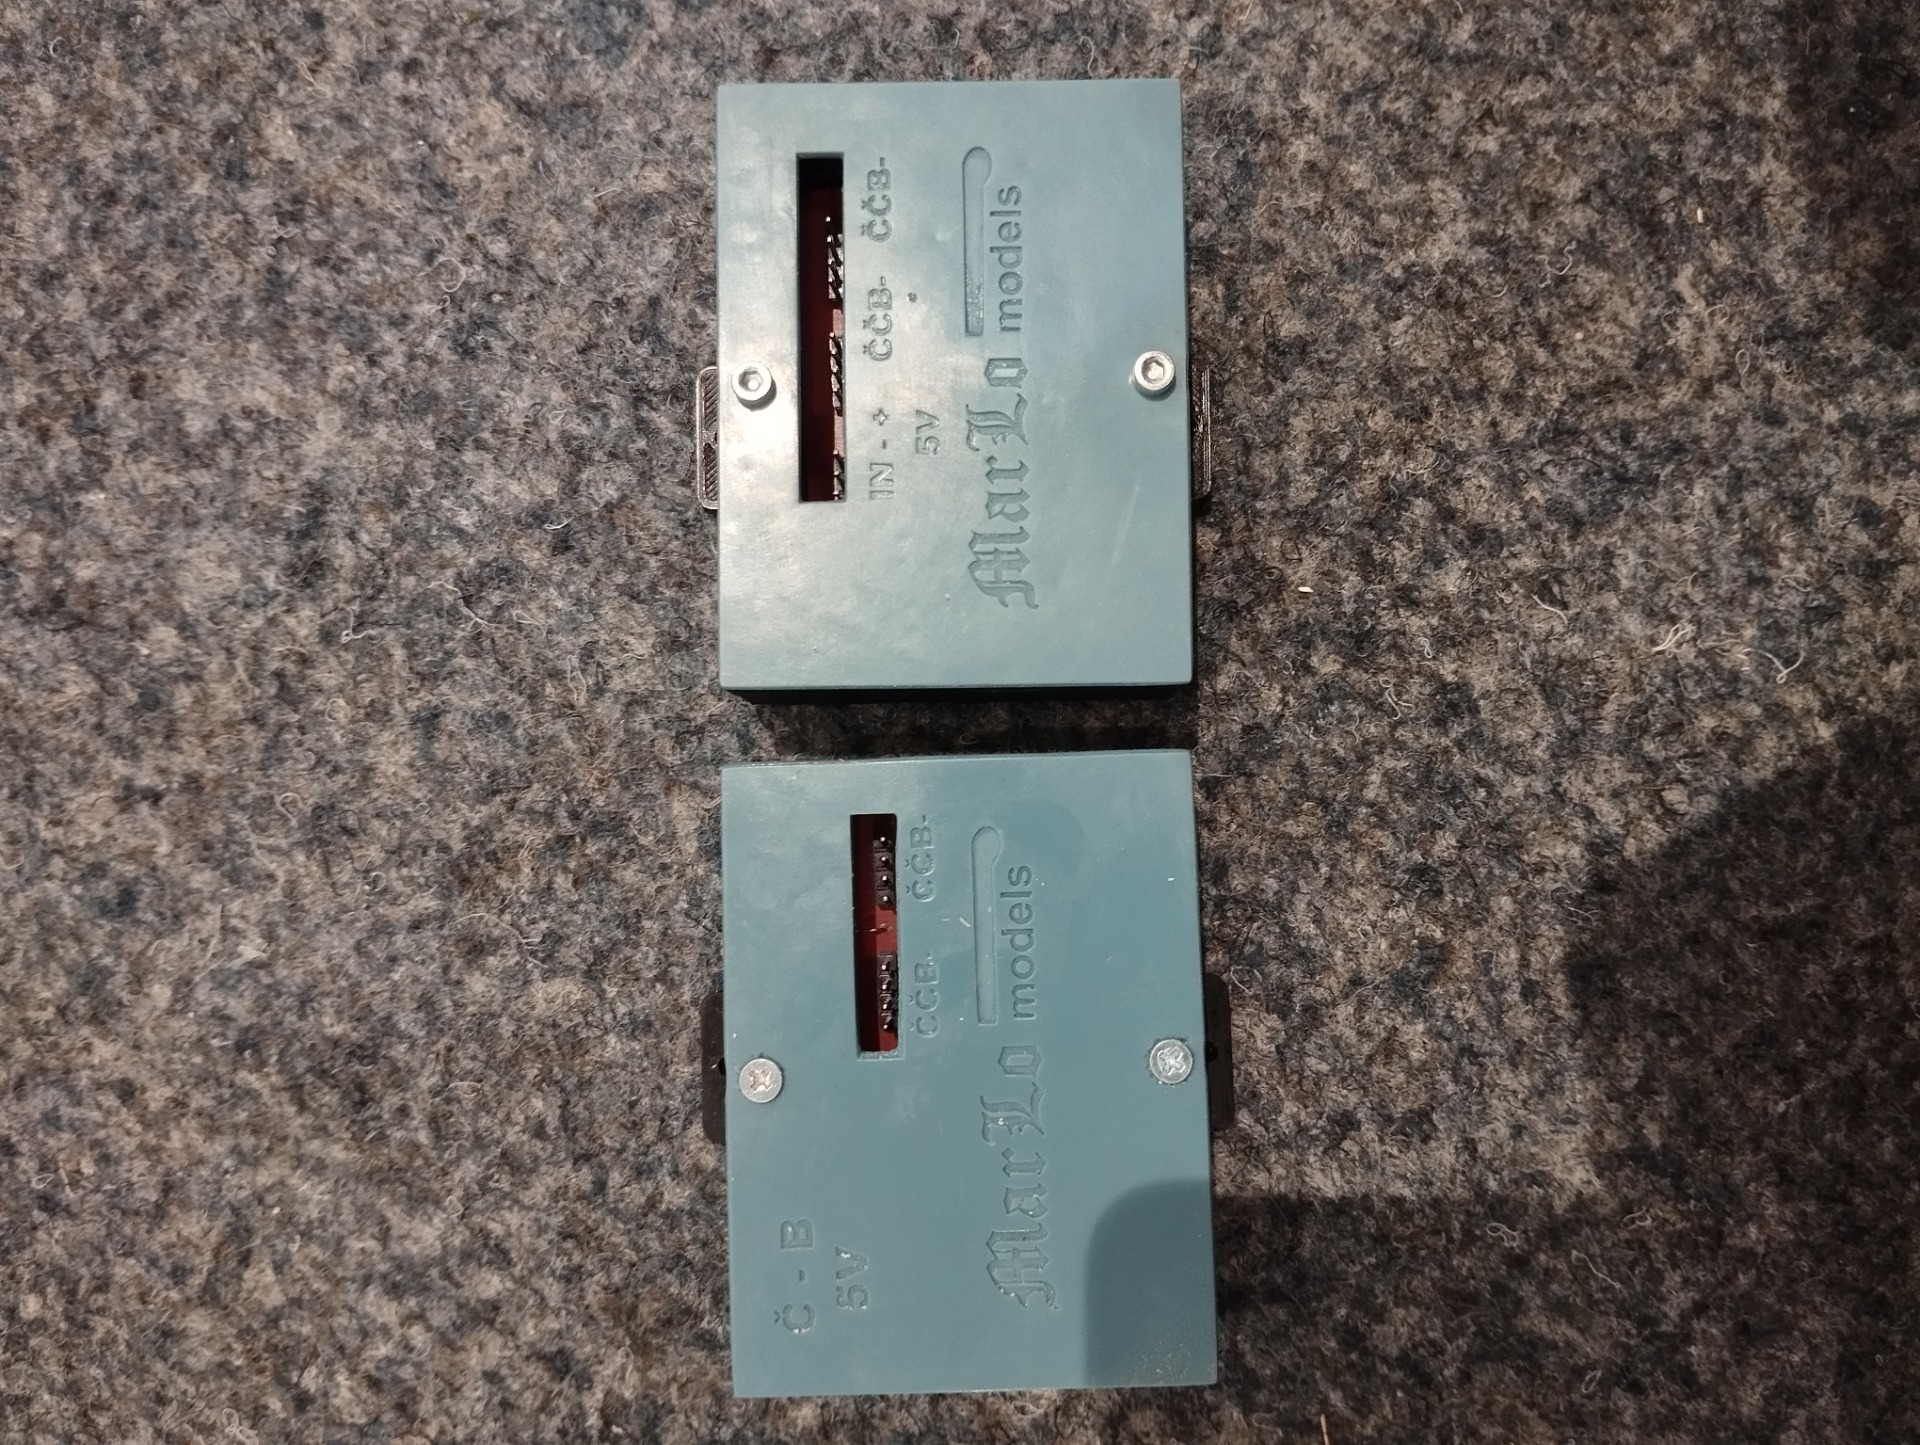 ČČB- ČČB-
IN - +
5V
MarLo models
ČČB- ČČB-
Č - B
5V
MarLo models